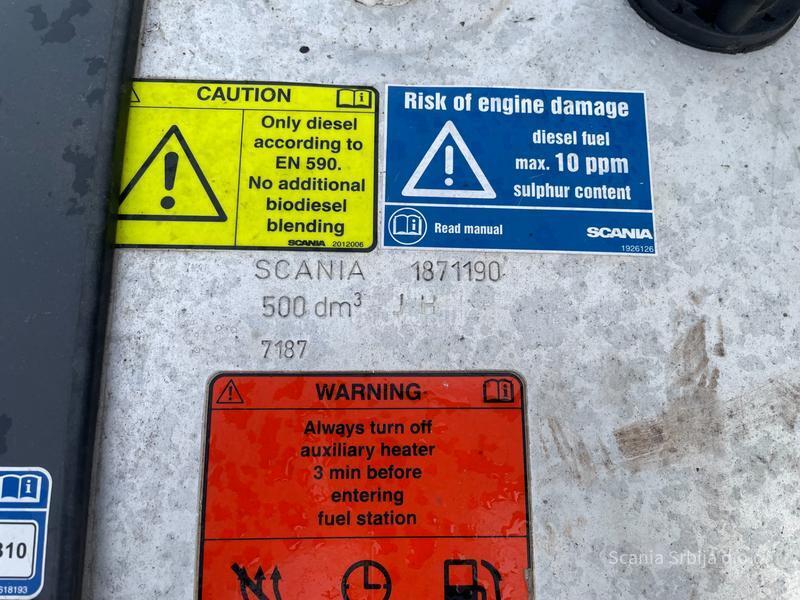 CAUTION
Only diesel
according to
EN 590.
No additional
biodiesel
blending
SCANIA 2012006
Risk of engine damage
diesel fuel
max. 10 ppm
sulphur content
Read manual
SCANIA
1926126
SCANIA 1871190
500 dm³ J H
7187
WARNING
Always turn off
auxiliary heater
3 min before
entering
fuel station
310
618193
Scania Srbija d.o.o.